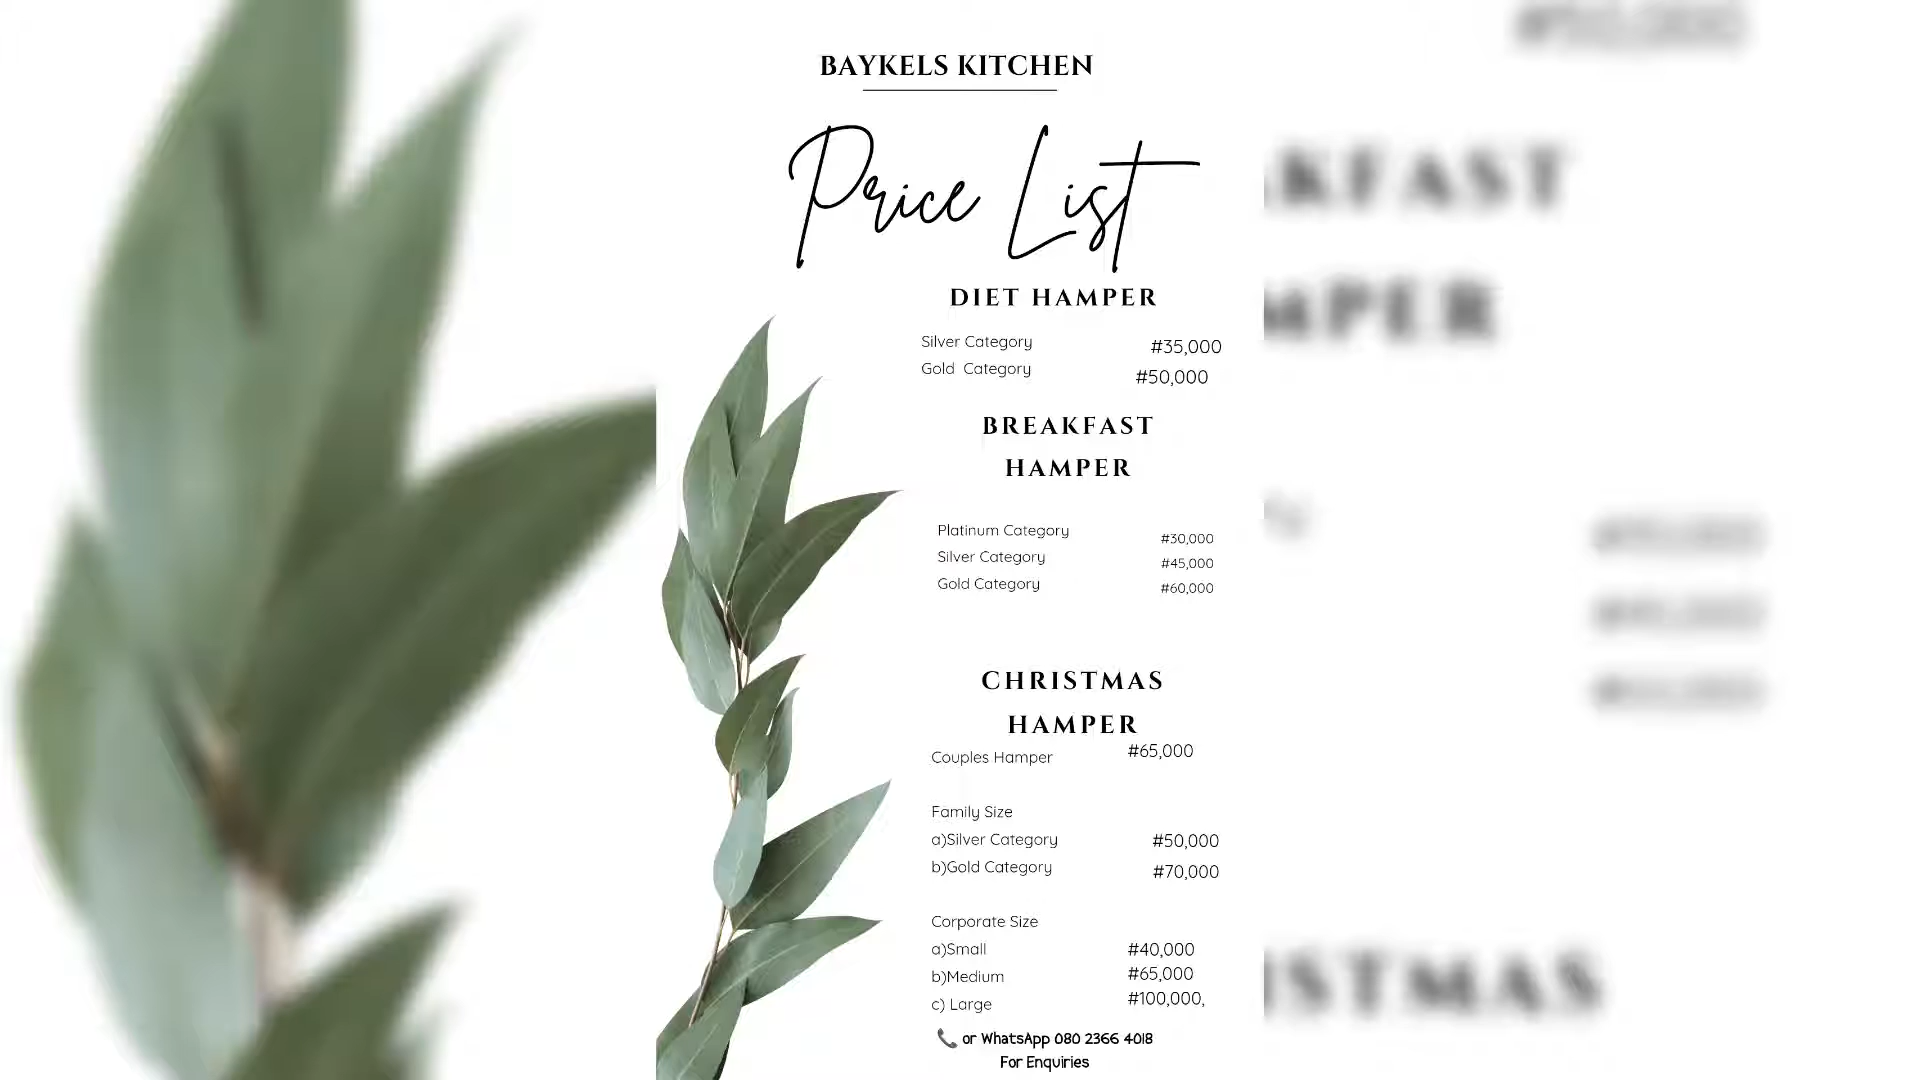 BAYKELS KITCHEN
Price List
DIET HAMPER
Silver Category #35,000
Gold Category #50,000
BREAKFAST
HAMPER
Platinum Category #30,000
Silver Category #45,000
Gold Category #60,000
CHRISTMAS
HAMPER
Couples Hamper #65,000
Family Size
a)Silver Category #50,000
b)Gold Category #70,000
Corporate Size
a)Small #40,000
b)Medium #65,000
c) Large #100,000,
or WhatsApp 080 2366 4018
For Enquiries